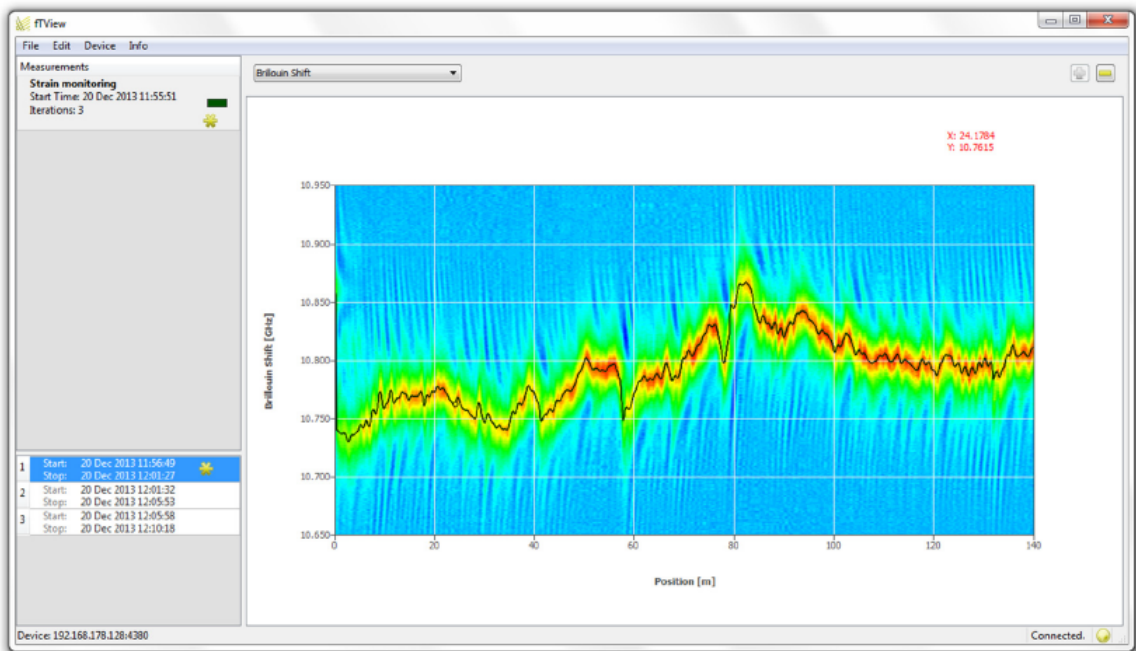 fTView
File Edit Device Info
Measurements
Strain monitoring
Start Time: 20 Dec 2013 11:55:51
Iterations: 3
Brillouin Shift
X: 24.1784
Y: 10.7615
10.950
10.900
10.850
10.800
10.750
10.700
10.650
Brillouin Shift [GHz]
0 20 40 60 80 100 120 140
Position [m]
1 Start: 20 Dec 2013 11:56:49
Stop: 20 Dec 2013 12:01:27
2 Start: 20 Dec 2013 12:01:32
Stop: 20 Dec 2013 12:05:53
3 Start: 20 Dec 2013 12:05:58
Stop: 20 Dec 2013 12:10:18
Device: 192.168.178.128:4380
Connected.